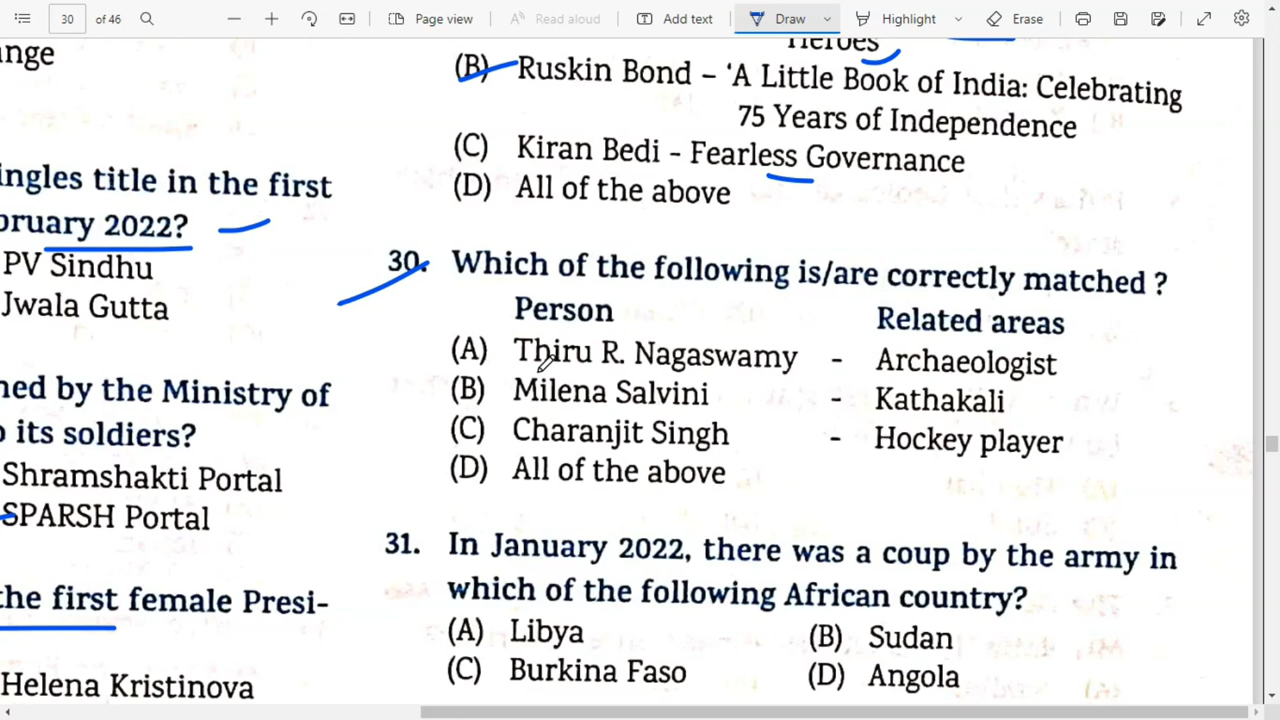 30 of 46 Page view Read aloud Add text Draw Highlight Erase
nge
ingles title in the first
bruary 2022?
PV Sindhu
Jwala Gutta
ned by the Ministry of
o its soldiers?
Shramshakti Portal
SPARSH Portal
the first female Presi-
Helena Kristinova
Heroes
(B) Ruskin Bond – ‘A Little Book of India: Celebrating
75 Years of Independence
(C) Kiran Bedi - Fearless Governance
(D) All of the above
30. Which of the following is/are correctly matched ?
Person Related areas
(A) Thiru R. Nagaswamy - Archaeologist
(B) Milena Salvini - Kathakali
(C) Charanjit Singh - Hockey player
(D) All of the above
31. In January 2022, there was a coup by the army in
which of the following African country?
(A) Libya (B) Sudan
(C) Burkina Faso (D) Angola